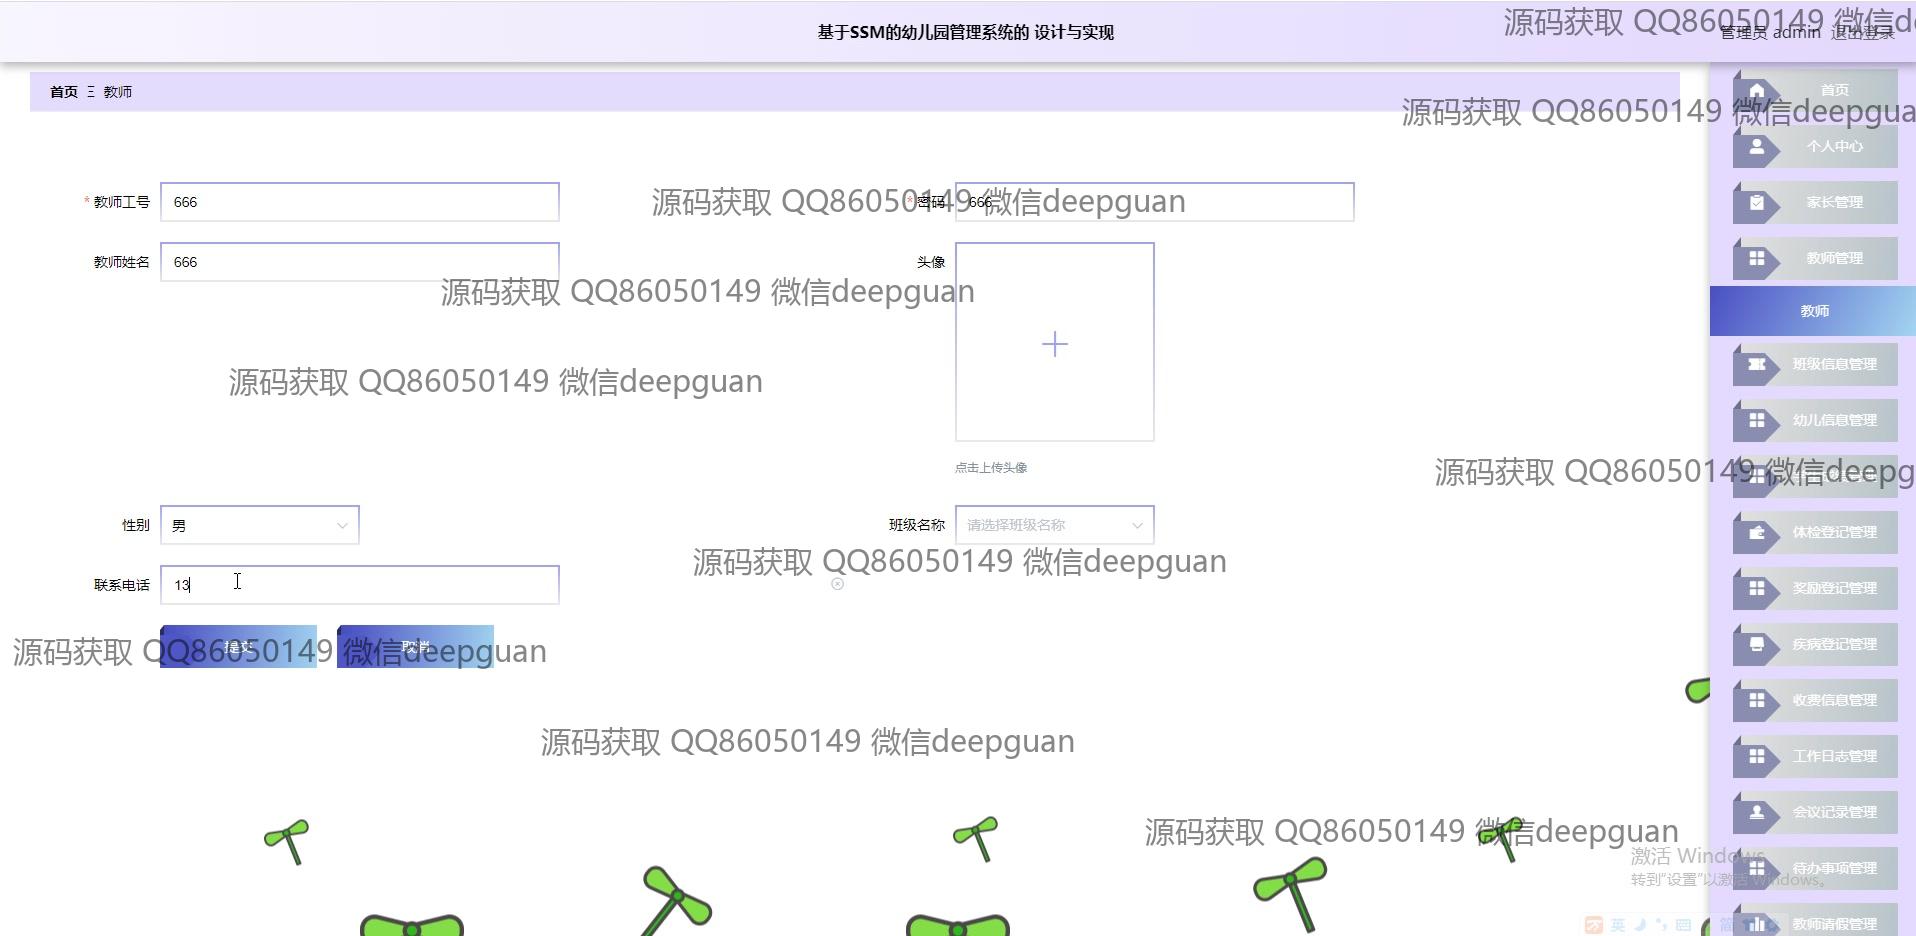 基于SSM的幼儿园管理系统的 设计与实现
源码获取 QQ86050149 微信d
管理员 admin 退出登录
首页 Ξ 教师
首页
源码获取 QQ86050149 微信deepgua
个人中心
* 教师工号 666
* 密码 666
源码获取 QQ86050149 微信deepguan
家长管理
教师姓名 666
头像
教师管理
源码获取 QQ86050149 微信deepguan
教师
班级信息管理
源码获取 QQ86050149 微信deepguan
幼儿信息管理
点击上传头像
源码获取 QQ86050149 微信deepg
性别 男
班级名称 请选择班级名称
体检登记管理
源码获取 QQ86050149 微信deepguan
联系电话 13
奖励登记管理
提交
取消
源码获取 QQ86050149 微信deepguan
疾病登记管理
收费信息管理
源码获取 QQ86050149 微信deepguan
工作日志管理
会议记录管理
源码获取 QQ86050149 微信deepguan
激活 Windows
转到"设置"以激活 Windows。
待办事项管理
英
简
教师请假管理